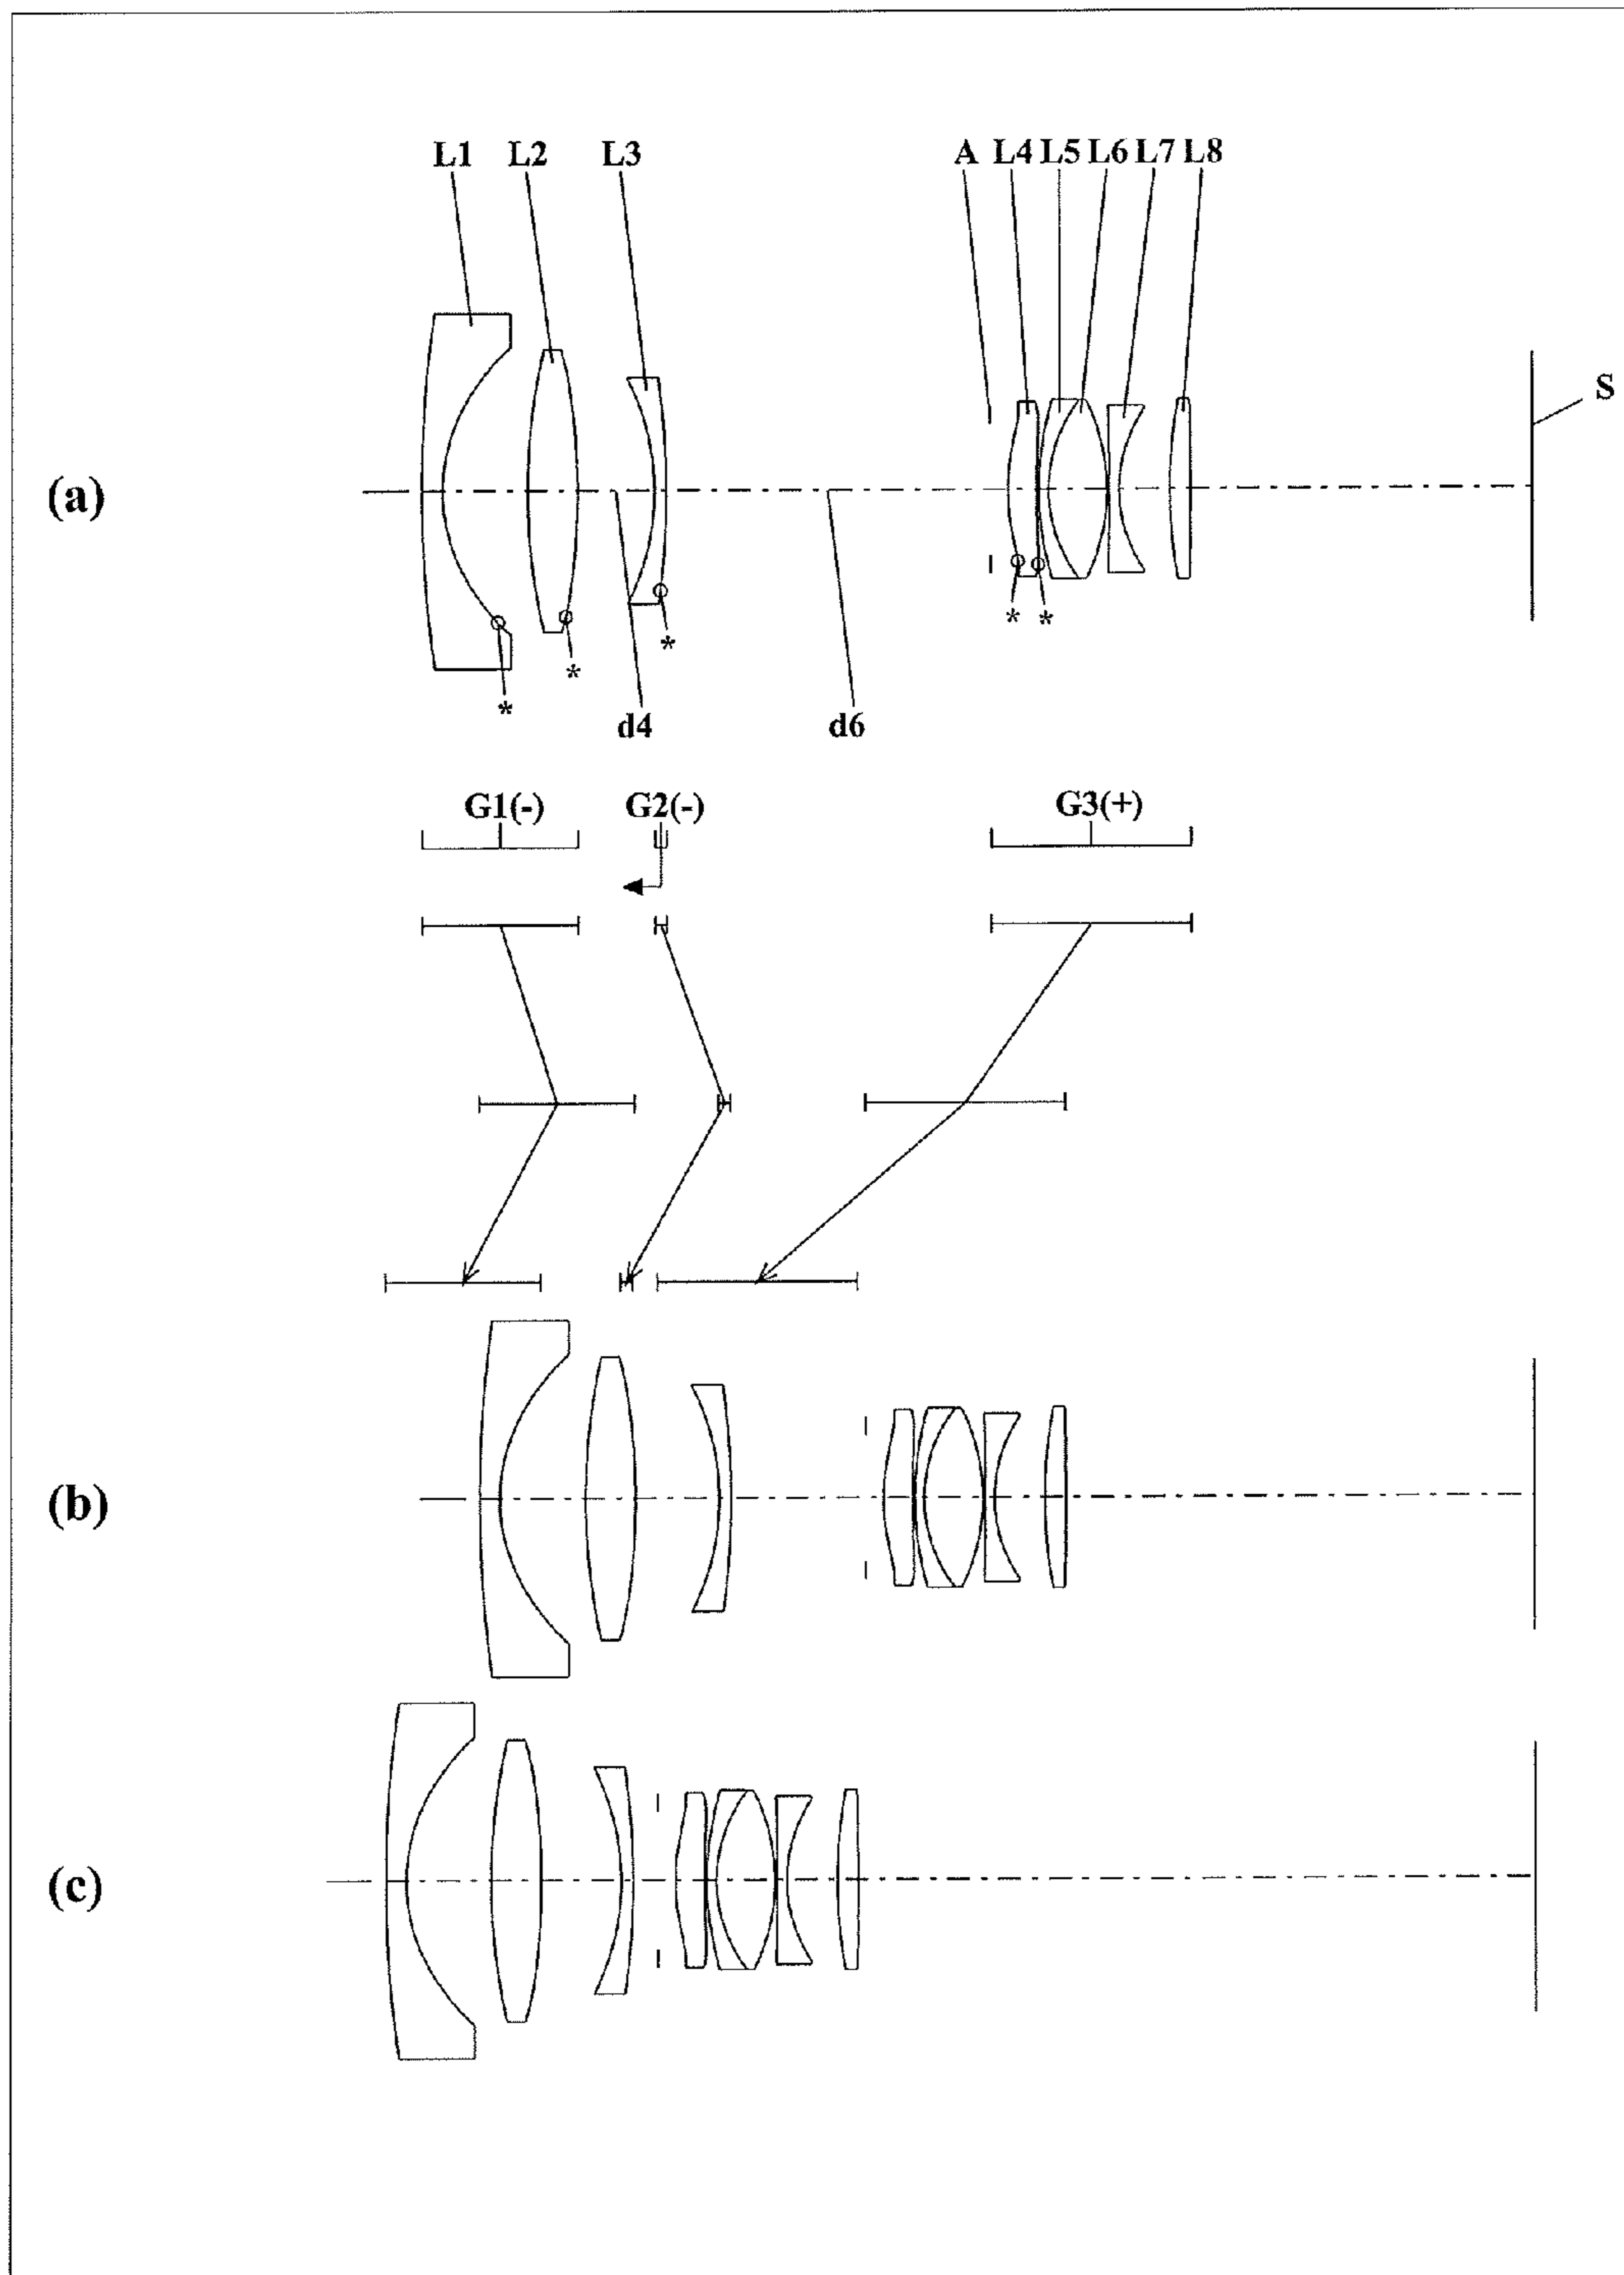 L1 L2 L3 A L4 L5 L6 L7 L8
S
(a)
* * * * *
d4 d6
G1(-) G2(-) G3(+)
(b)
(c)